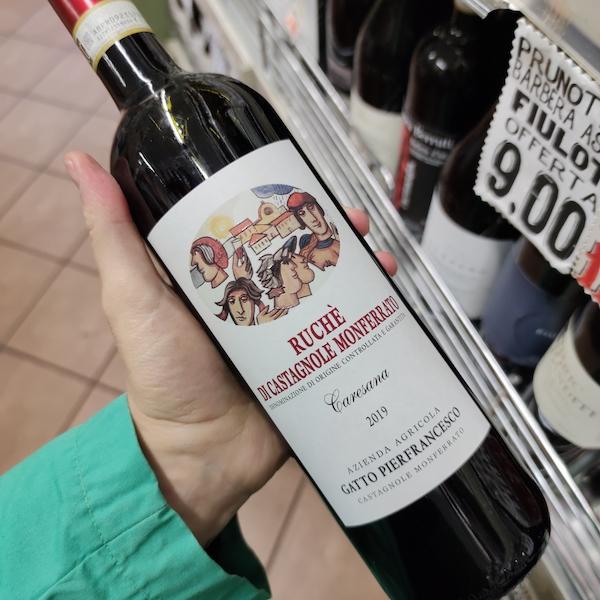 RUCHÈ
DI CASTAGNOLE MONFERRATO
DENOMINAZIONE DI ORIGINE CONTROLLATA E GARANTITA
Caresana
2019
AZIENDA AGRICOLA
GATTO PIERFRANCESCO
CASTAGNOLE MONFERRATO
PRUNOT
BARBERA AS
FIULOT
OFFERTA
9.00